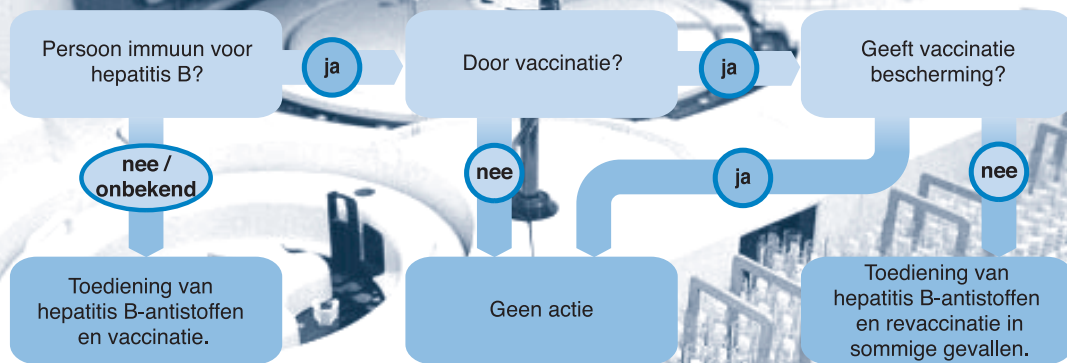 Persoon immuun voor
hepatitis B?
ja
Door vaccinatie?
ja
Geeft vaccinatie
bescherming?
nee /
onbekend
nee
ja
nee
Toediening van
hepatitis B-antistoffen
en vaccinatie.
Geen actie
Toediening van
hepatitis B-antistoffen
en revaccinatie in
sommige gevallen.